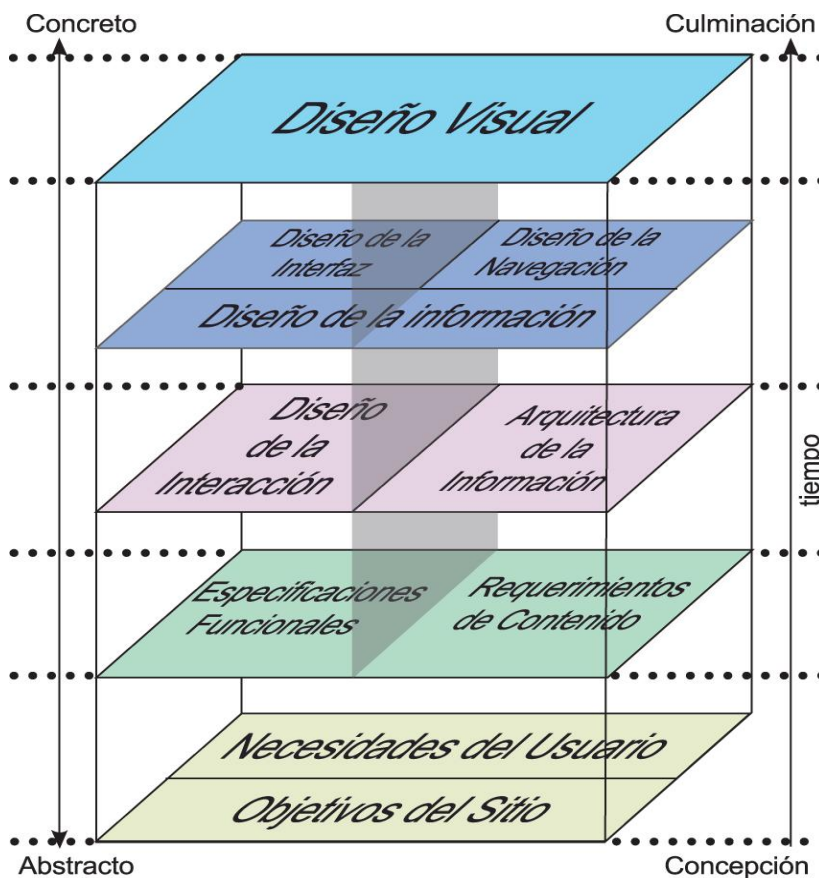 Concreto
Culminación
Diseño Visual
Diseño de la
Interfaz
Diseño de la
Navegación
Diseño de la información
Diseño
de la
Interacción
Arquitectura
de la
Información
tiempo
Especificaciones
Funcionales
Requerimientos
de Contenido
Necesidades del Usuario
Objetivos del Sitio
Abstracto
Concepción